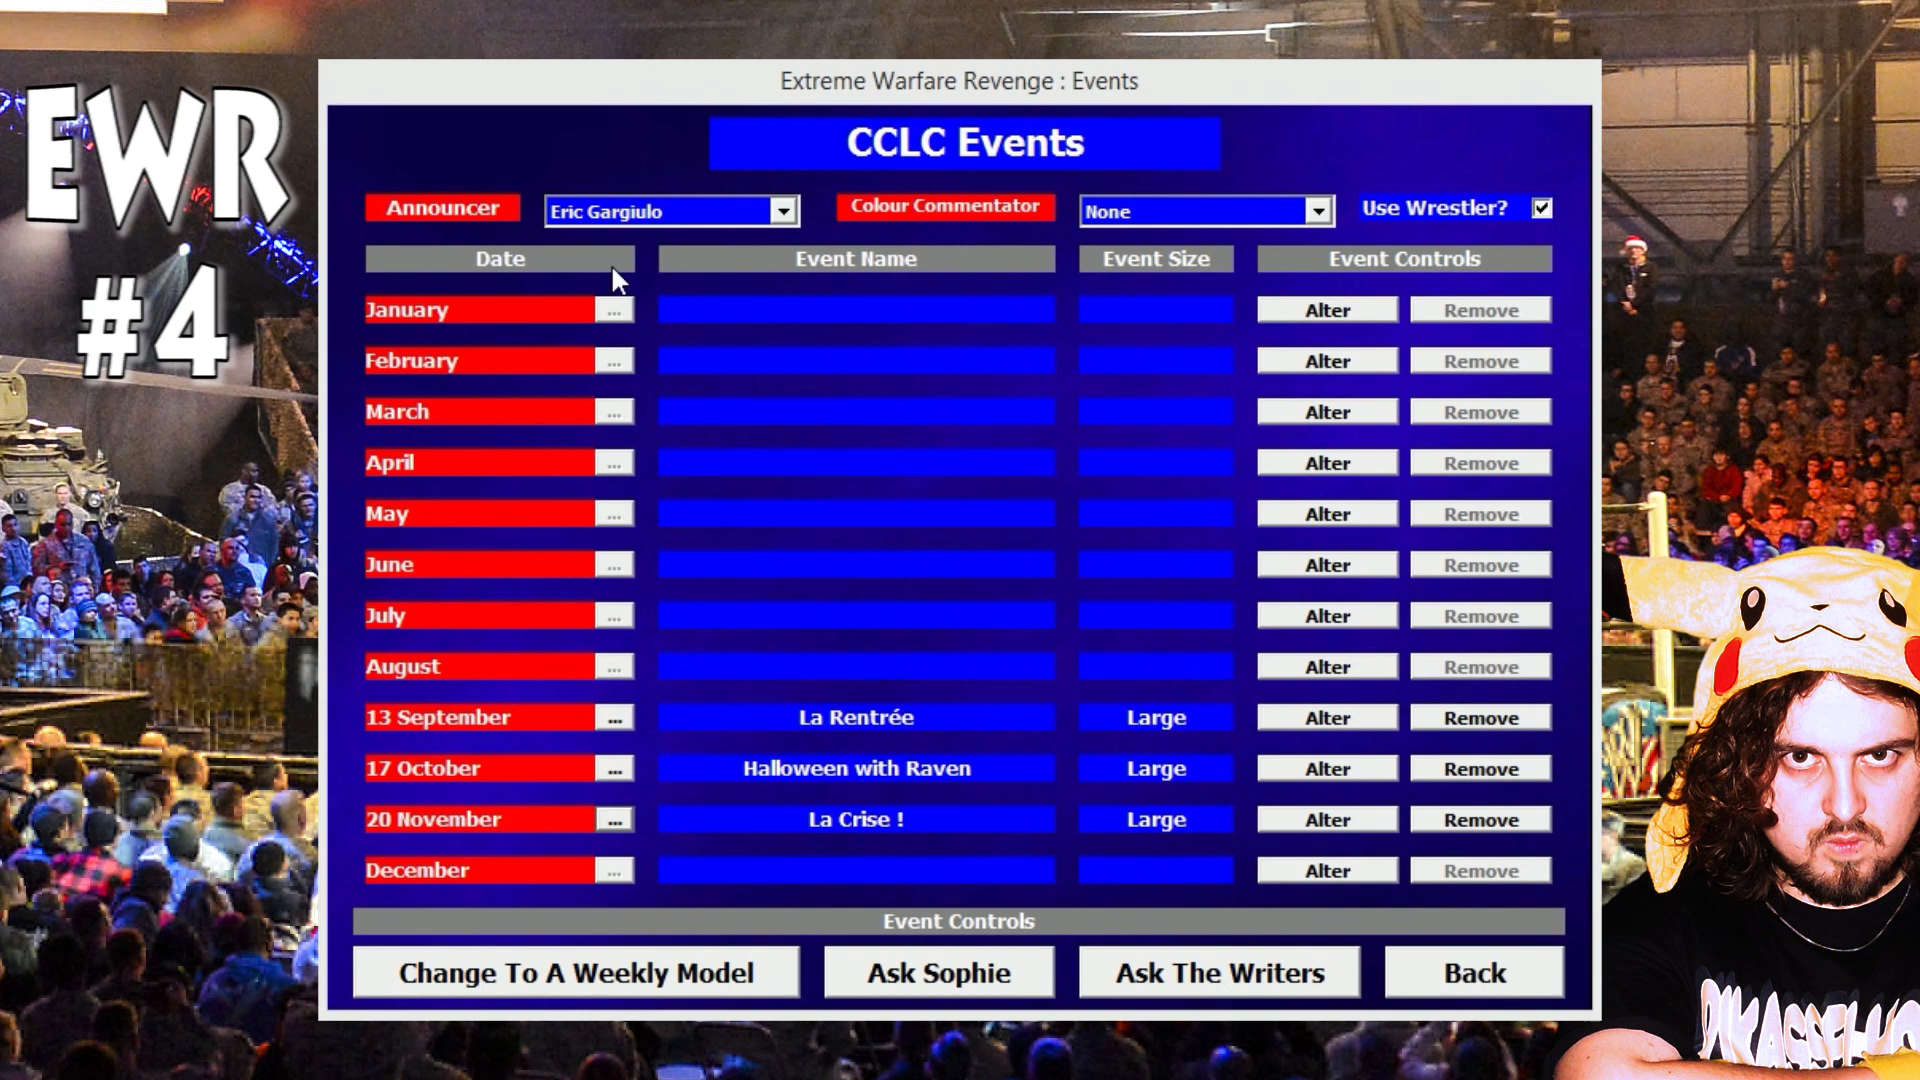 Extreme Warfare Revenge : Events
EWR
#4
CCLC Events
Announcer Eric Gargiulo Colour Commentator None Use Wrestler?
Date Event Name Event Size Event Controls
January ... Alter Remove
February ... Alter Remove
March ... Alter Remove
April ... Alter Remove
May ... Alter Remove
June ... Alter Remove
July ... Alter Remove
August ... Alter Remove
13 September ... La Rentrée Large Alter Remove
17 October ... Halloween with Raven Large Alter Remove
20 November ... La Crise ! Large Alter Remove
December ... Alter Remove
Event Controls
Change To A Weekly Model Ask Sophie Ask The Writers Back